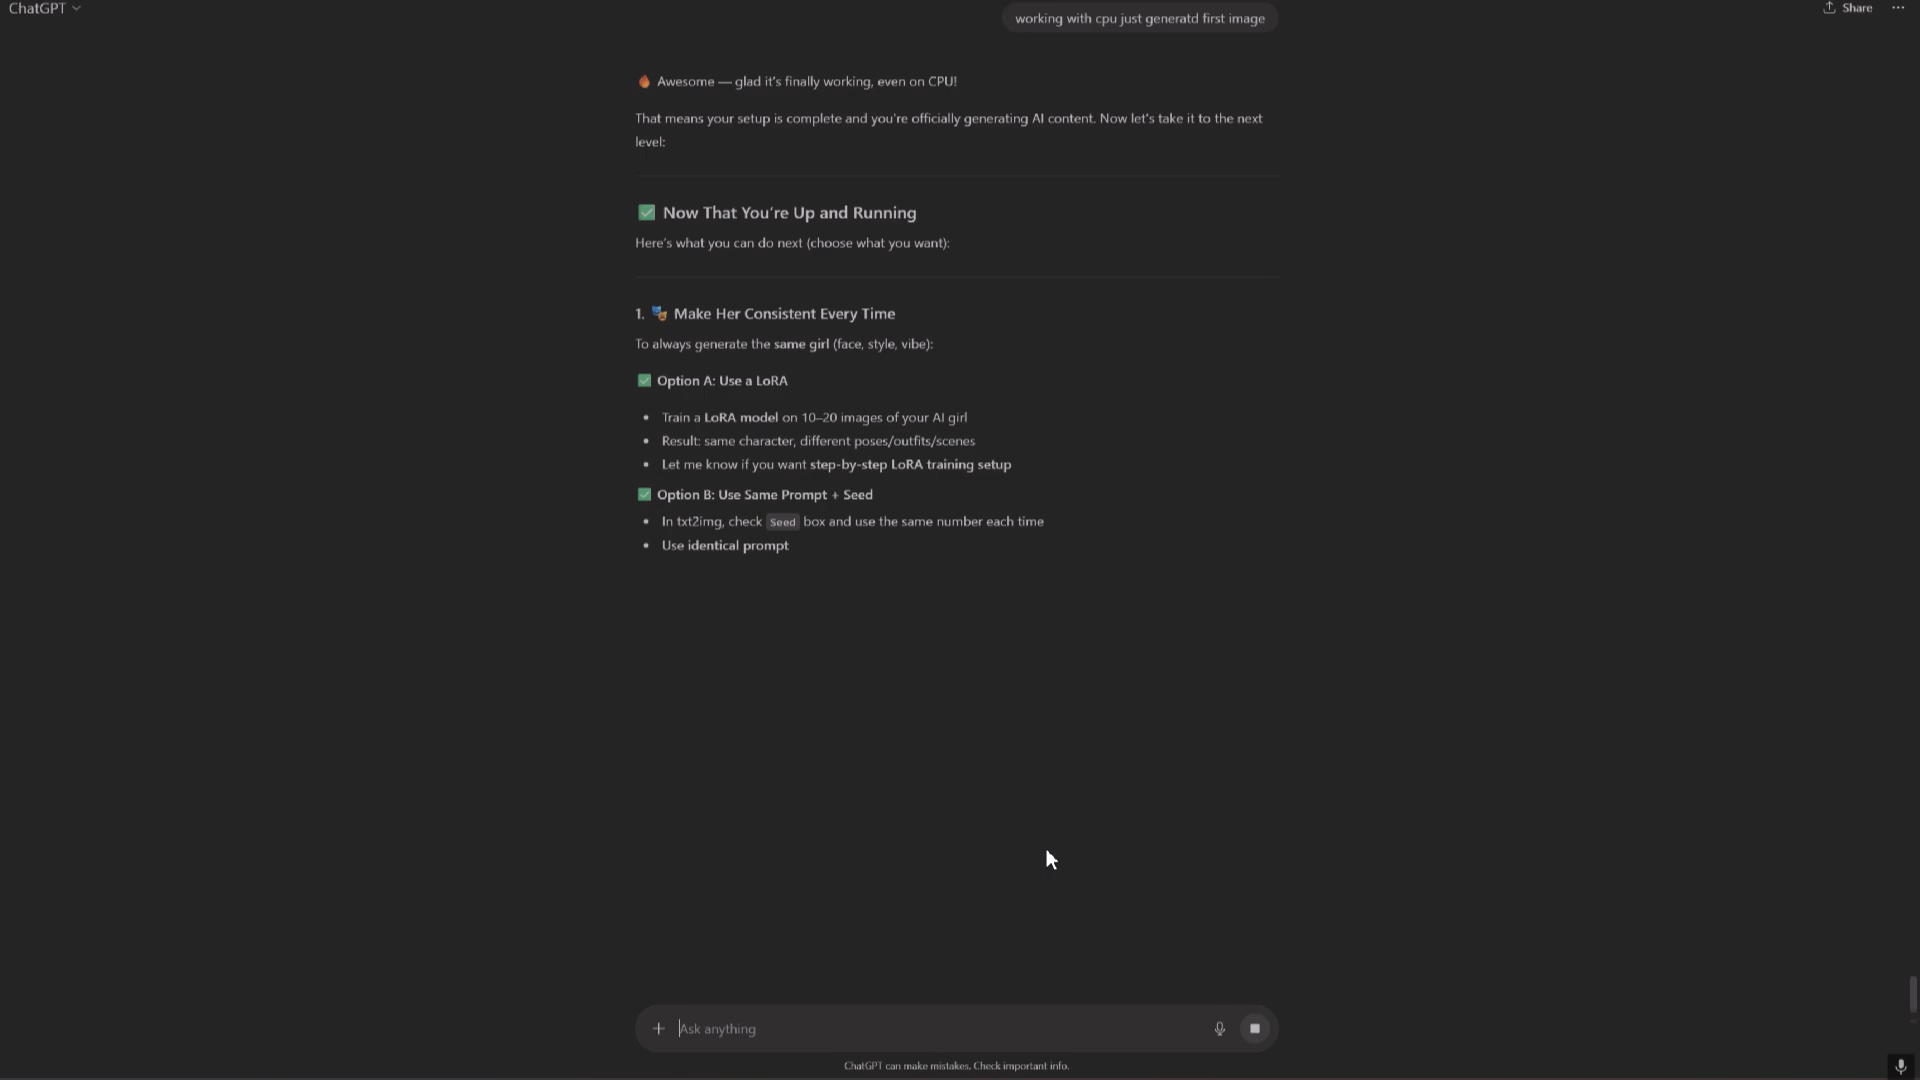 ChatGPT
Share
working with cpu just generatd first image
Awesome — glad it's finally working, even on CPU!
That means your setup is complete and you're officially generating AI content. Now let's take it to the next
level:
Now That You're Up and Running
Here's what you can do next (choose what you want):
1. Make Her Consistent Every Time
To always generate the same girl (face, style, vibe):
Option A: Use a LoRA
• Train a LoRA model on 10–20 images of your AI girl
• Result: same character, different poses/outfits/scenes
• Let me know if you want step-by-step LoRA training setup
Option B: Use Same Prompt + Seed
• In txt2img, check Seed box and use the same number each time
• Use identical prompt
Ask anything
ChatGPT can make mistakes. Check important info.